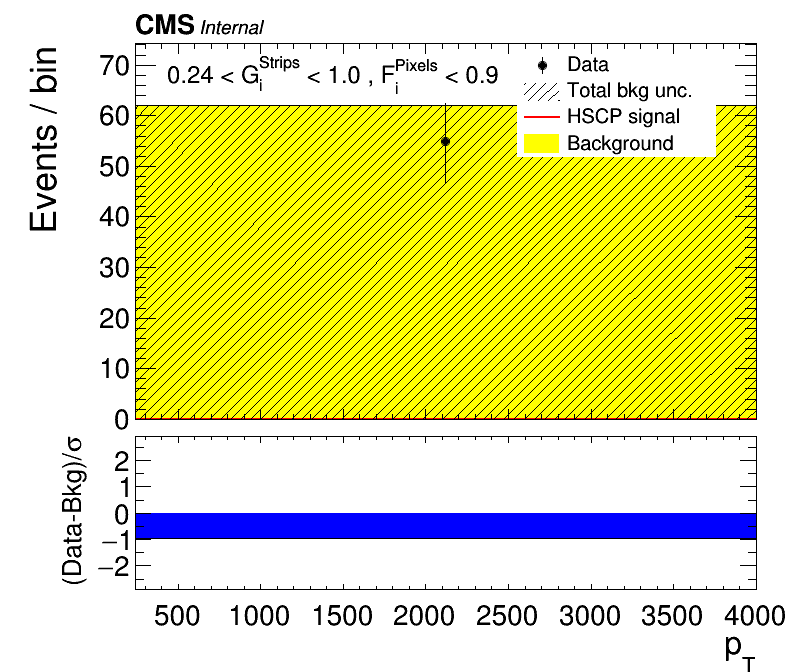 CMS Internal
Events / bin
0.24 < G_i^Strips < 1.0 , F_i^Pixels < 0.9
Data
Total bkg unc.
HSCP signal
Background
70
60
50
40
30
20
10
0
(Data-Bkg)/σ
2
1
0
−1
−2
500 1000 1500 2000 2500 3000 3500 4000
p_T